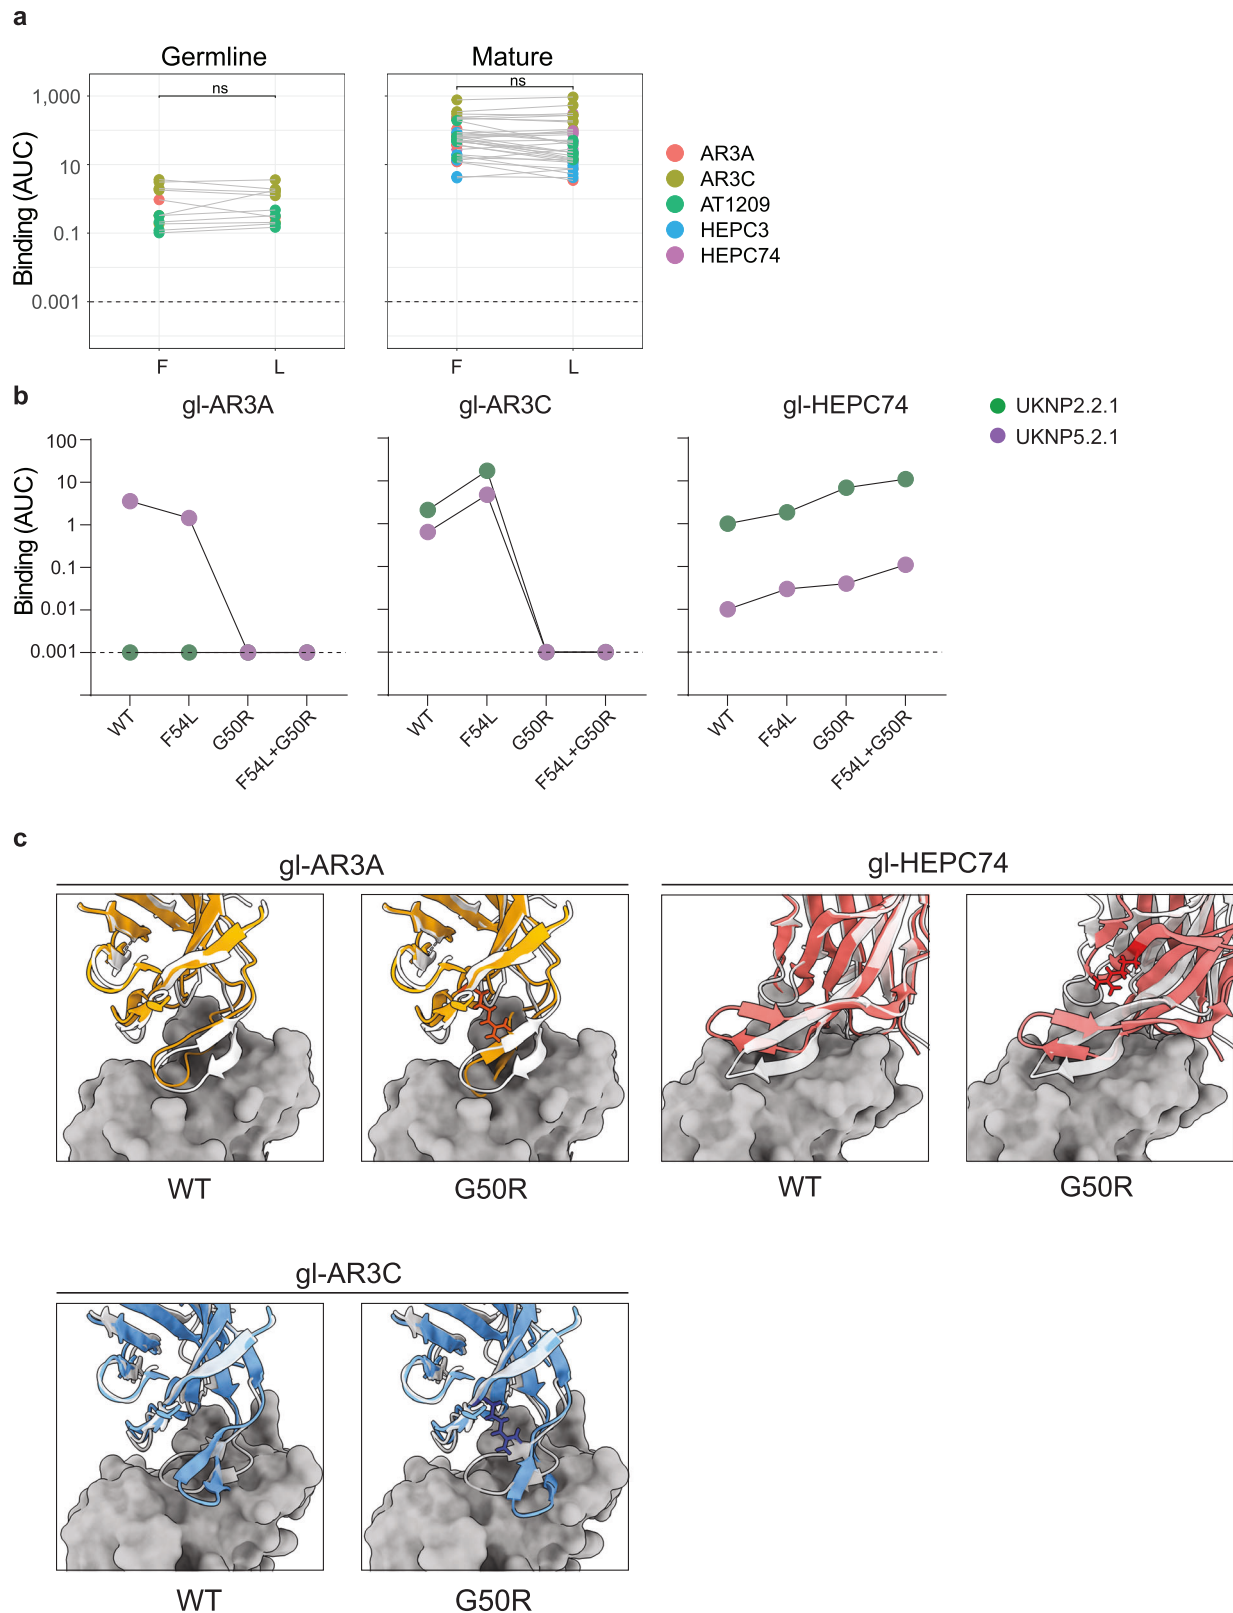 a
Germline
Mature
Binding (AUC)
1,000
10
0.1
0.001
ns
ns
F
L
F
L
AR3A
AR3C
AT1209
HEPC3
HEPC74
b
gl-AR3A
gl-AR3C
gl-HEPC74
UKNP2.2.1
UKNP5.2.1
Binding (AUC)
100
10
1
0.1
0.01
0.001
WT
F54L
G50R
F54L+G50R
WT
F54L
G50R
F54L+G50R
WT
F54L
G50R
F54L+G50R
c
gl-AR3A
gl-HEPC74
WT
G50R
WT
G50R
gl-AR3C
WT
G50R